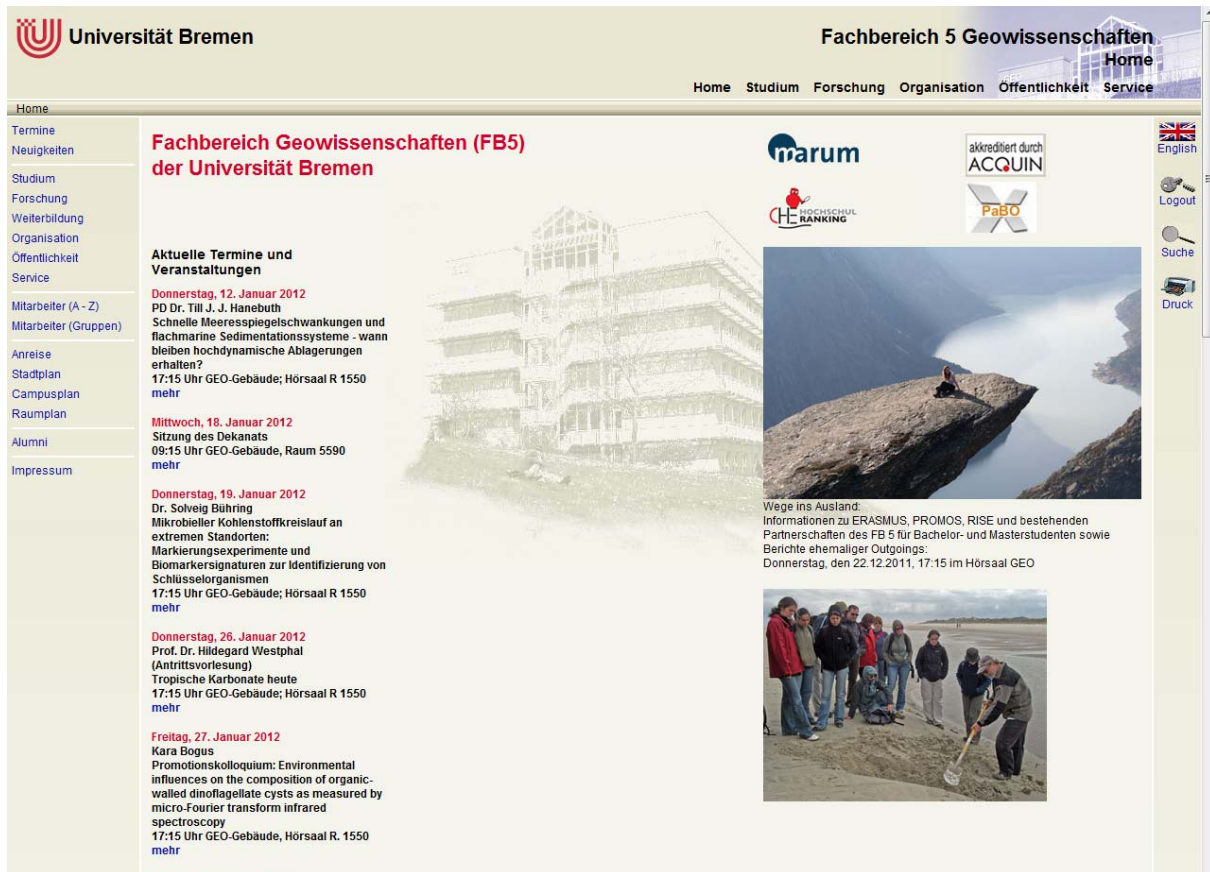 Universität Bremen
Fachbereich 5 Geowissenschaften
Home
Home Studium Forschung Organisation Öffentlichkeit Service
Home
Termine
Neuigkeiten
Studium
Forschung
Weiterbildung
Organisation
Öffentlichkeit
Service
Mitarbeiter (A - Z)
Mitarbeiter (Gruppen)
Anreise
Stadtplan
Campusplan
Raumplan
Alumni
Impressum
Fachbereich Geowissenschaften (FB5)
der Universität Bremen
Aktuelle Termine und
Veranstaltungen
Donnerstag, 12. Januar 2012
PD Dr. Till J. J. Hanebuth
Schnelle Meeresspiegelschwankungen und
flachmarine Sedimentationssysteme - wann
bleiben hochdynamische Ablagerungen
erhalten?
17:15 Uhr GEO-Gebäude; Hörsaal R 1550
mehr
Mittwoch, 18. Januar 2012
Sitzung des Dekanats
09:15 Uhr GEO-Gebäude, Raum 5590
mehr
Donnerstag, 19. Januar 2012
Dr. Solveig Bühring
Mikrobieller Kohlenstoffkreislauf an
extremen Standorten:
Markierungsexperimente und
Biomarkersignaturen zur Identifizierung von
Schlüsselorganismen
17:15 Uhr GEO-Gebäude; Hörsaal R 1550
mehr
Donnerstag, 26. Januar 2012
Prof. Dr. Hildegard Westphal
(Antrittsvorlesung)
Tropische Karbonate heute
17:15 Uhr GEO-Gebäude; Hörsaal R 1550
mehr
Freitag, 27. Januar 2012
Kara Bogus
Promotionskolloquium: Environmental
influences on the composition of organic-
walled dinoflagellate cysts as measured by
micro-Fourier transform infrared
spectroscopy
17:15 Uhr GEO-Gebäude, Hörsaal R. 1550
mehr
marum
akkreditiert durch
ACQUIN
CHE HOCHSCHUL
RANKING
PaBO
Wege ins Ausland:
Informationen zu ERASMUS, PROMOS, RISE und bestehenden
Partnerschaften des FB 5 für Bachelor- und Masterstudenten sowie
Berichte ehemaliger Outgoings:
Donnerstag, den 22.12.2011, 17:15 im Hörsaal GEO
English
Logout
Suche
Druck